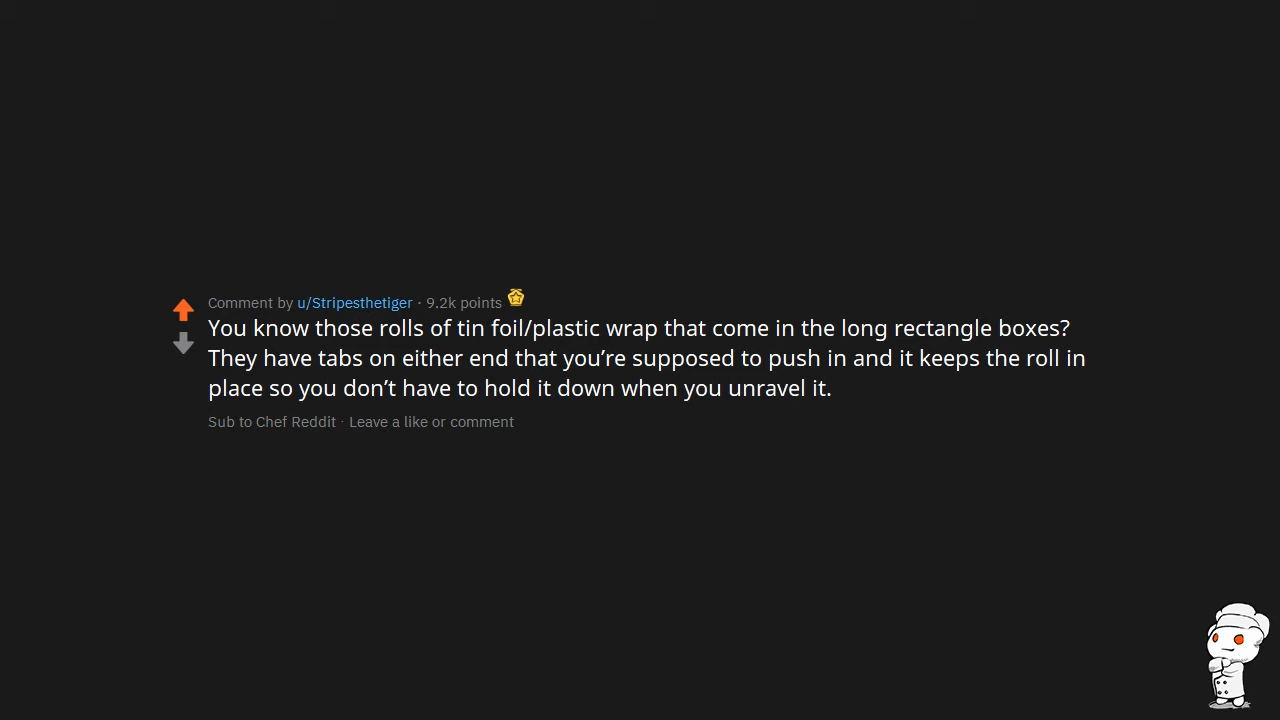 Comment by u/Stripesthetiger · 9.2k points
You know those rolls of tin foil/plastic wrap that come in the long rectangle boxes?
They have tabs on either end that you’re supposed to push in and it keeps the roll in
place so you don’t have to hold it down when you unravel it.
Sub to Chef Reddit · Leave a like or comment